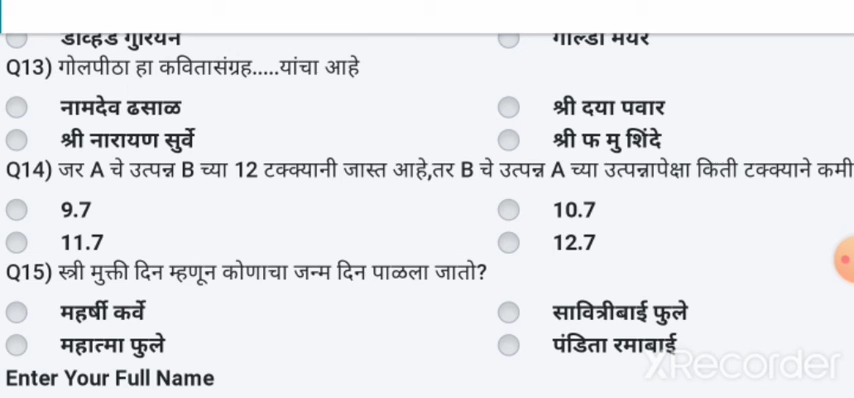 डेव्हिड गुरियन गोल्डा मेयर
Q13) गोलपीठा हा कवितासंग्रह.....यांचा आहे
नामदेव ढसाळ श्री दया पवार
श्री नारायण सुर्वे श्री फ मु शिंदे
Q14) जर A चे उत्पन्न B च्या 12 टक्क्यानी जास्त आहे,तर B चे उत्पन्न A च्या उत्पन्नापेक्षा किती टक्क्याने कमी
9.7 10.7
11.7 12.7
Q15) स्त्री मुक्ती दिन म्हणून कोणाचा जन्म दिन पाळला जातो?
महर्षी कर्वे सावित्रीबाई फुले
महात्मा फुले पंडिता रमाबाई
XRecorder
Enter Your Full Name